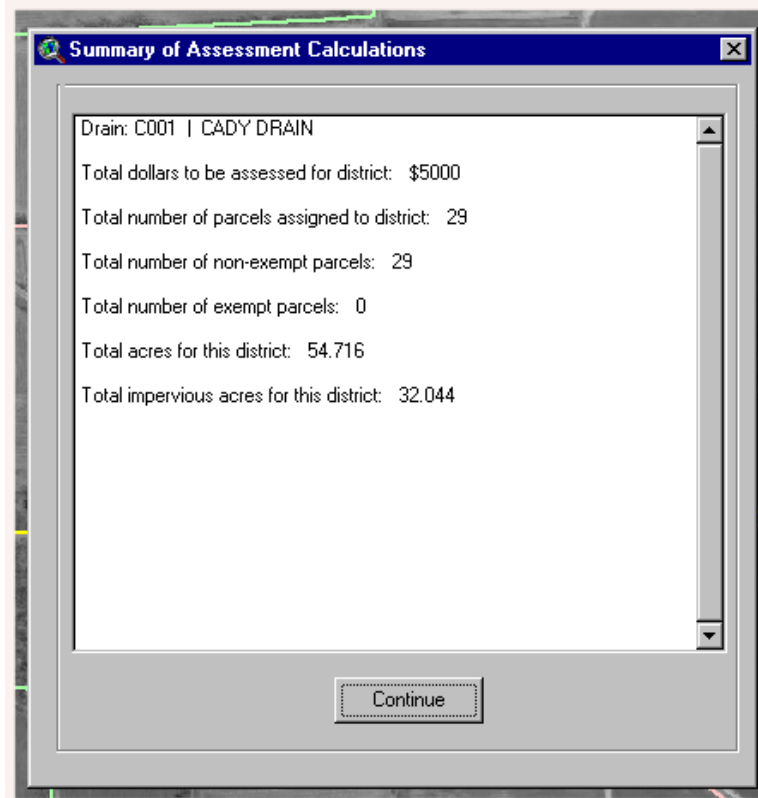 Summary of Assessment Calculations
Drain: C001 | CADY DRAIN
Total dollars to be assessed for district: $5000
Total number of parcels assigned to district: 29
Total number of non-exempt parcels: 29
Total number of exempt parcels: 0
Total acres for this district: 54.716
Total impervious acres for this district: 32.044
Continue